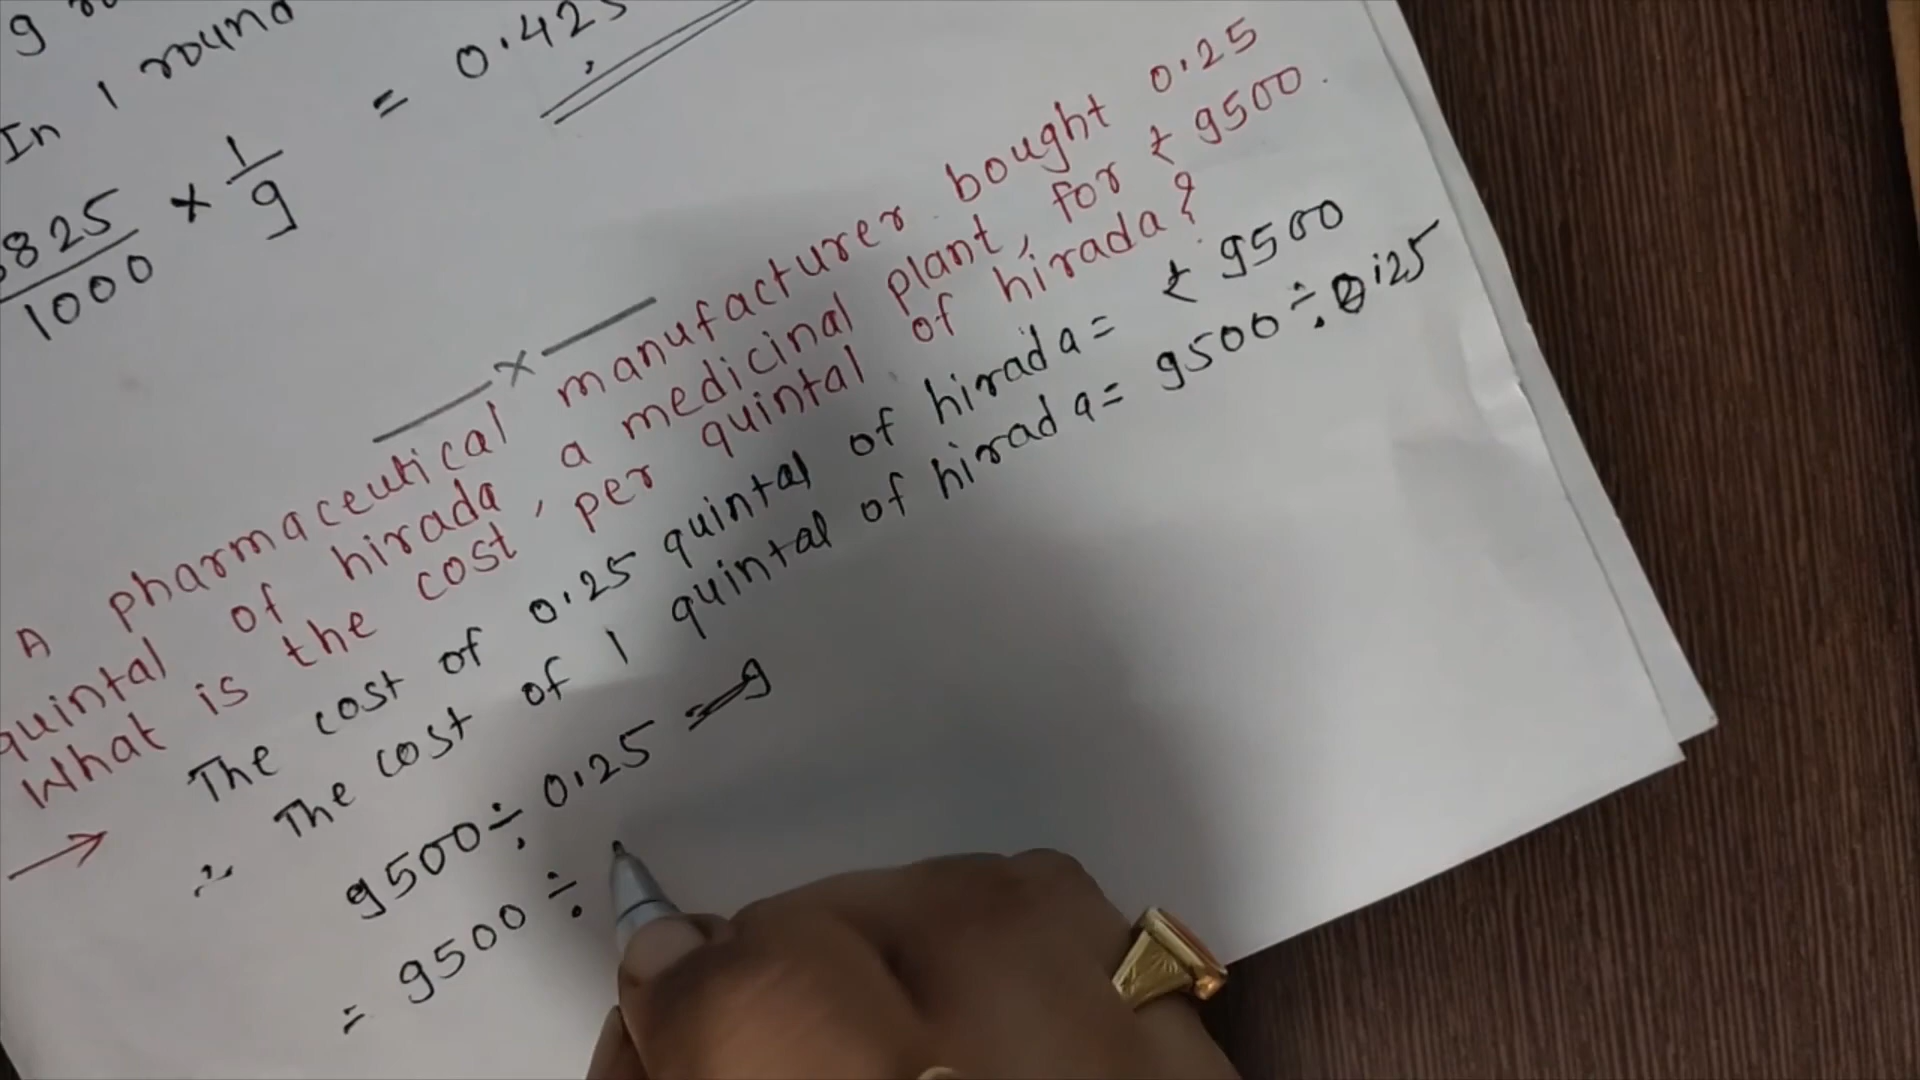 In 1 round
825/1000 × 1/9 = 0.425
×
A pharmaceutical manufacturer bought 0.25
quintal of hirada, a medicinal plant, for ₹ 9500.
What is the cost per quintal of hirada?
→ The cost of 0.25 quintal of hirada = ₹ 9500
∴ The cost of 1 quintal of hirada = 9500 ÷ 0.25
9500 ÷ 0.25
= 9500 ÷